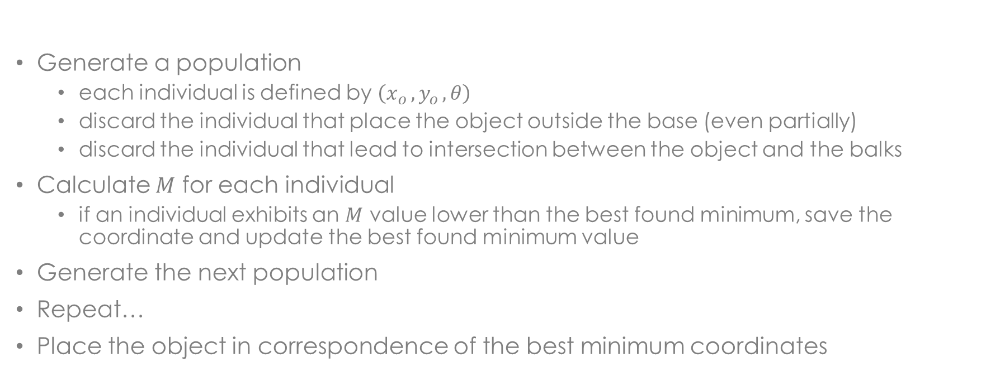 • Generate a population
• each individual is defined by (𝑥ₒ, 𝑦ₒ, 𝜃)
• discard the individual that place the object outside the base (even partially)
• discard the individual that lead to intersection between the object and the balks
• Calculate 𝑀 for each individual
• if an individual exhibits an 𝑀 value lower than the best found minimum, save the
coordinate and update the best found minimum value
• Generate the next population
• Repeat…
• Place the object in correspondence of the best minimum coordinates